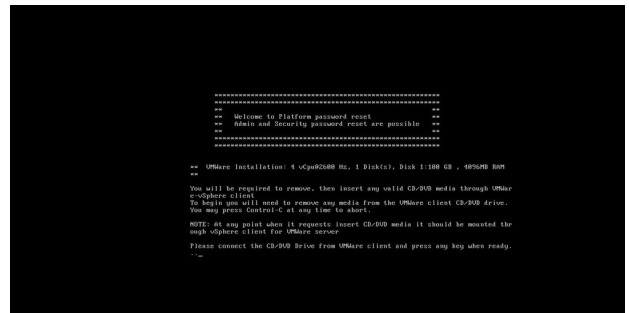 ********************************************************
********************************************************
**                                                    **
**   Welcome to Platform password reset               **
**   Admin and Security password reset are possible   **
**                                                    **
********************************************************
********************************************************
** VMWare Installation: 4 vCpu@2600 Hz, 1 Disk(s), Disk 1:100 GB , 4096MB RAM
**
You will be required to remove, then insert any valid CD/DVD media through VMWar
e-vSphere client
To begin you will need to remove any media from the VMWare client CD/DVD drive.
You may press Control-C at any time to abort.
NOTE: At any point when it requests insert CD/DVD media it should be mounted thr
ough vSphere client for VMWare server
Please connect the CD/DVD Drive from VMWare client and press any key when ready.
.._